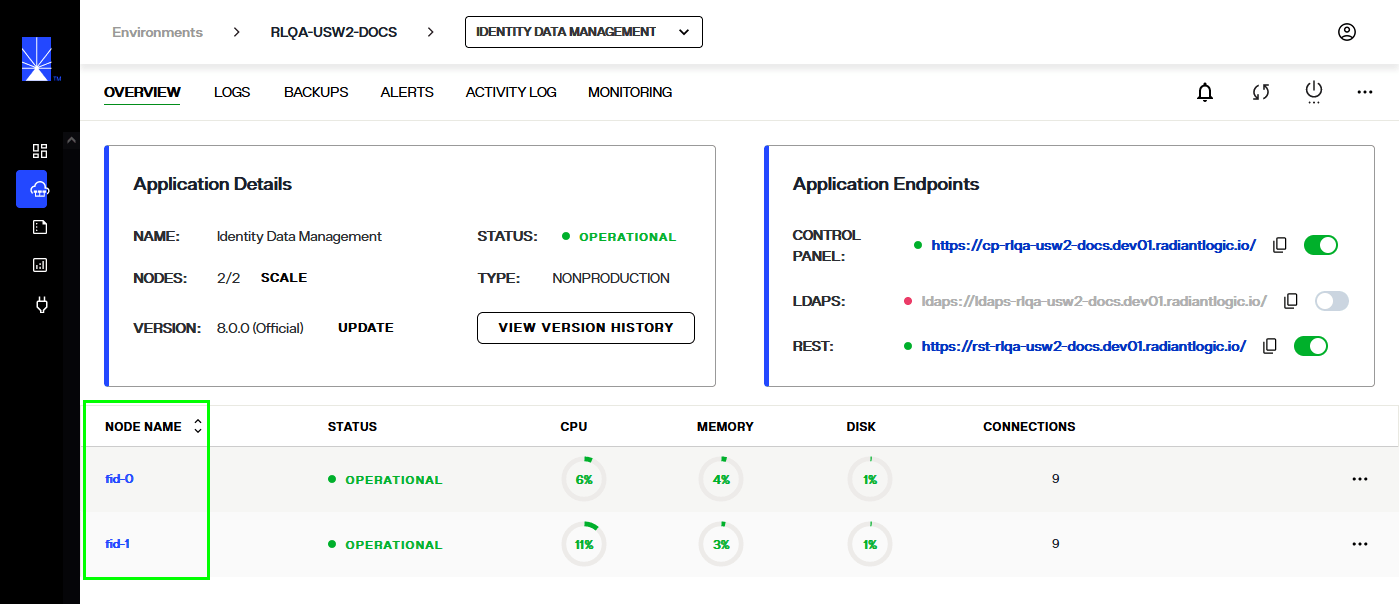 Environments > RLQA-USW2-DOCS > IDENTITY DATA MANAGEMENT
TM
OVERVIEW LOGS BACKUPS ALERTS ACTIVITY LOG MONITORING
Application Details
NAME: Identity Data Management STATUS: OPERATIONAL
NODES: 2/2 SCALE TYPE: NONPRODUCTION
VERSION: 8.0.0 (Official) UPDATE VIEW VERSION HISTORY
Application Endpoints
CONTROL
PANEL: https://cp-rlqa-usw2-docs.dev01.radiantlogic.io/
LDAPS: ldaps://ldaps-rlqa-usw2-docs.dev01.radiantlogic.io/
REST: https://rst-rlqa-usw2-docs.dev01.radiantlogic.io/
NODE NAME STATUS CPU MEMORY DISK CONNECTIONS
fid-0 OPERATIONAL 6% 4% 1% 9
fid-1 OPERATIONAL 11% 3% 1% 9